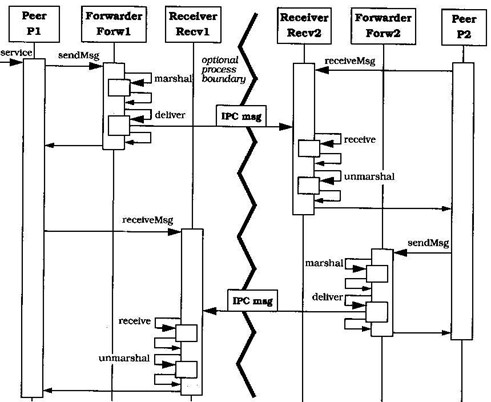 Peer
P1
Forwarder
Forw1
Receiver
Recv1
Receiver
Recv2
Forwarder
Forw2
Peer
P2
service
sendMsg
optional
process
boundary
receiveMsg
marshal
deliver
IPC msg
receive
unmarshal
receiveMsg
sendMsg
marshal
IPC msg
deliver
receive
unmarshal